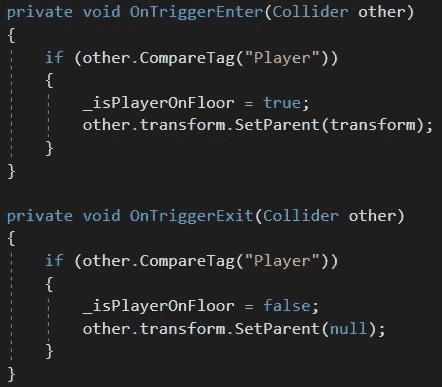 private void OnTriggerEnter(Collider other)
{
    if (other.CompareTag("Player"))
    {
        _isPlayerOnFloor = true;
        other.transform.SetParent(transform);
    }
}

private void OnTriggerExit(Collider other)
{
    if (other.CompareTag("Player"))
    {
        _isPlayerOnFloor = false;
        other.transform.SetParent(null);
    }
}